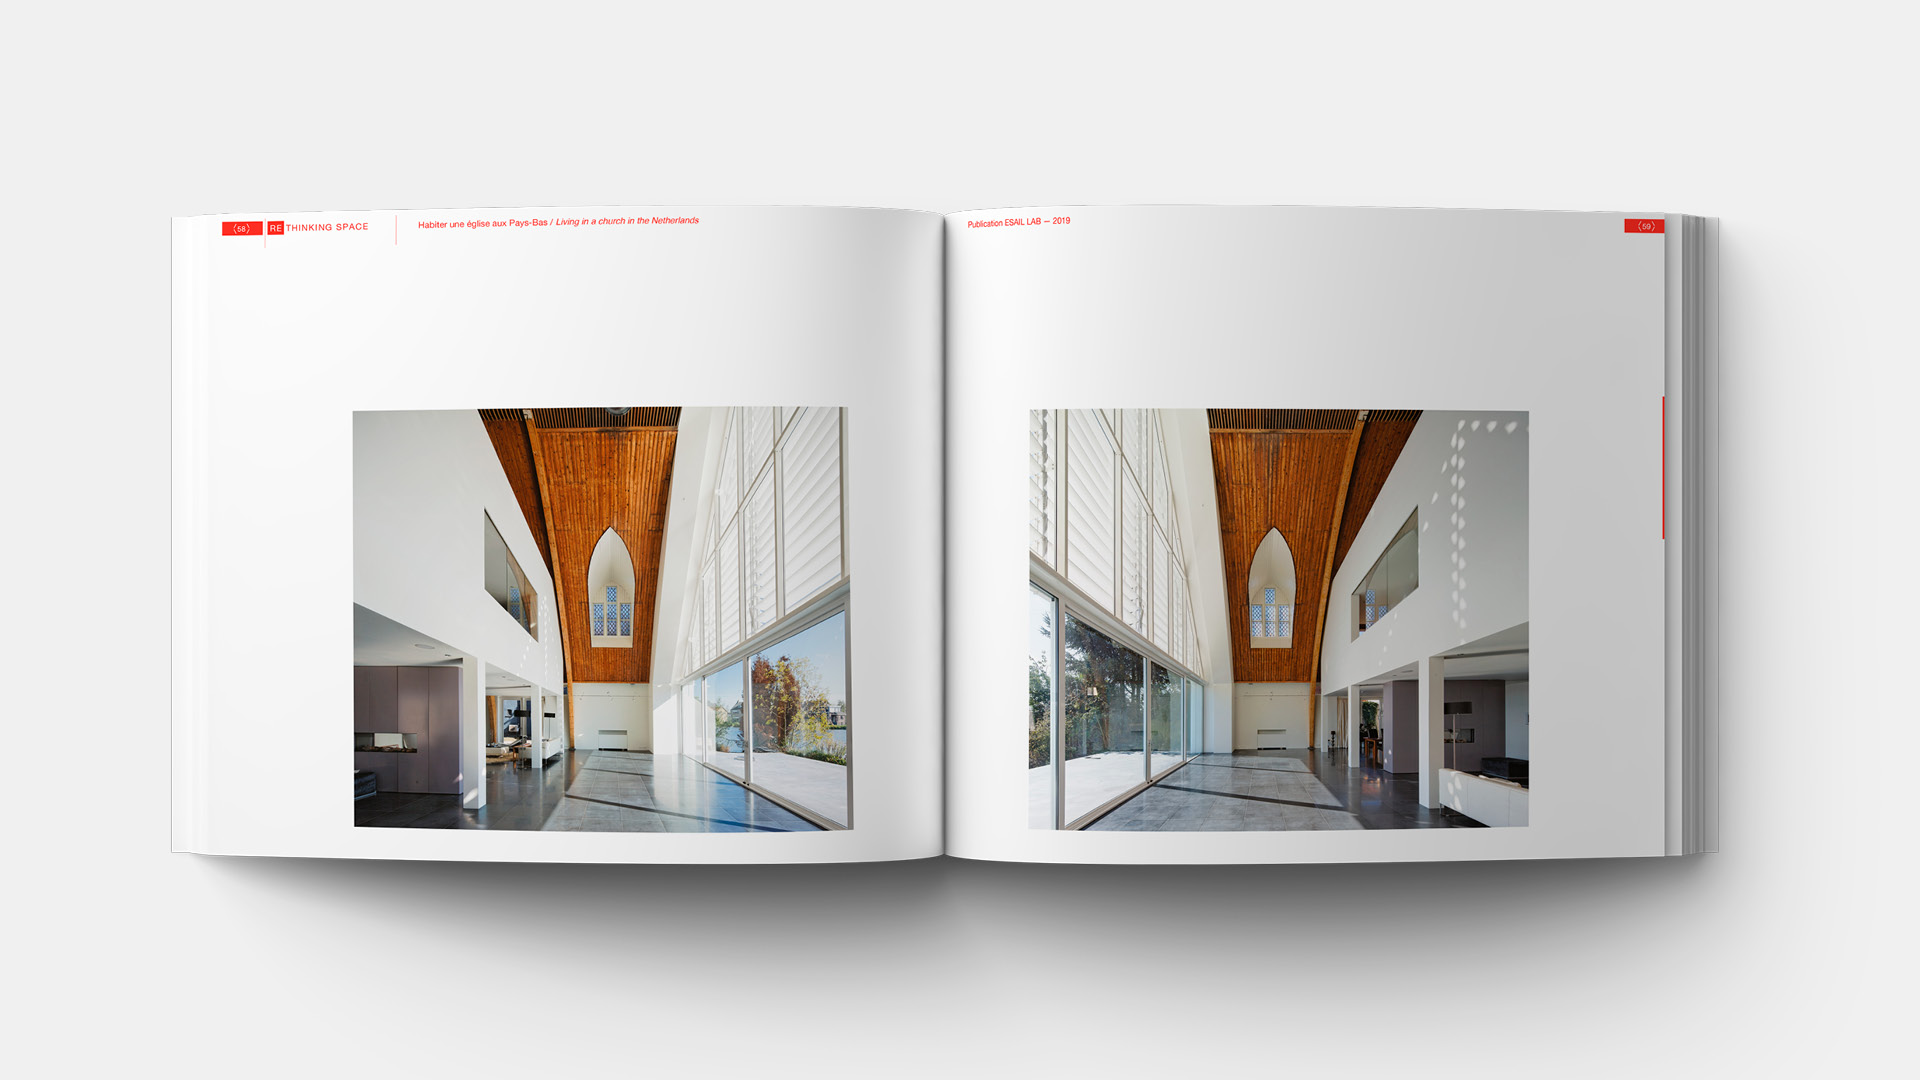 (58) RE THINKING SPACE
Habiter une église aux Pays-Bas / Living in a church in the Netherlands
Publication ESAIL LAB — 2019
(59)